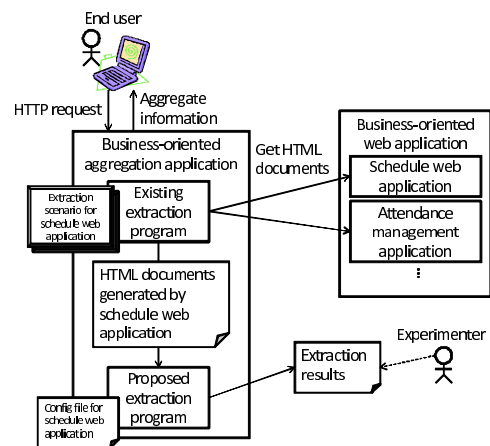 End user
HTTP request
Aggregate
information
Business-oriented
aggregation application
Get HTML
documents
Business-oriented
web application
Schedule web
application
Attendance
management
application
Extraction
scenario for
schedule web
application
Existing
extraction
program
HTML documents
generated by
schedule web
application
Proposed
extraction
program
Config file for
schedule web
application
Extraction
results
Experimenter